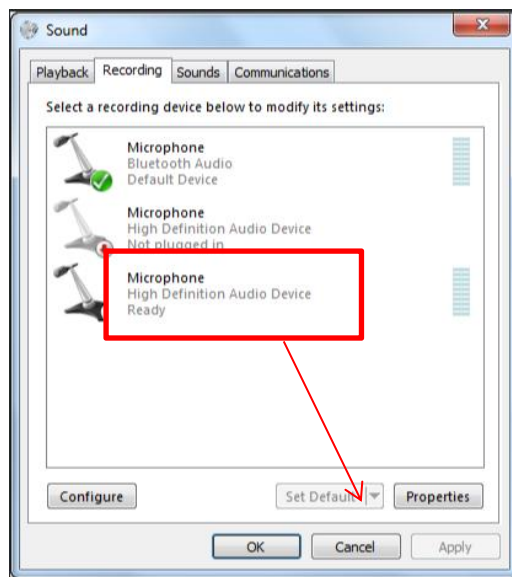 Sound
Playback Recording Sounds Communications
Select a recording device below to modify its settings:
Microphone
Bluetooth Audio
Default Device
Microphone
High Definition Audio Device
Not plugged in
Microphone
High Definition Audio Device
Ready
Configure Set Default Properties
OK Cancel Apply